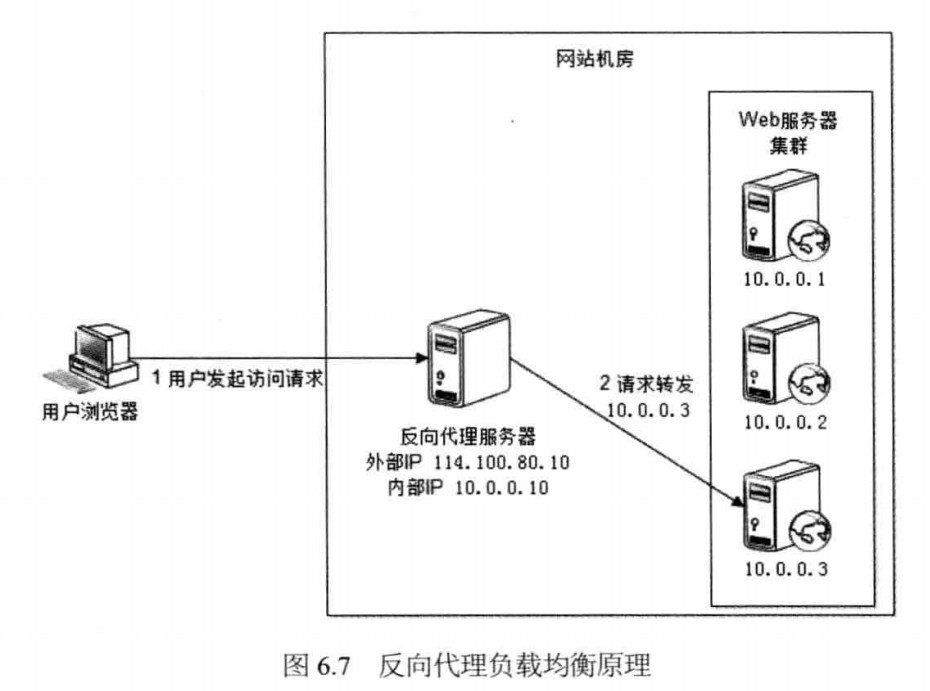 网站机房
Web服务器
集群
10.0.0.1
1 用户发起访问请求
用户浏览器
2 请求转发
10.0.0.3
反向代理服务器
外部IP 114.100.80.10
内部IP 10.0.0.10
10.0.0.2
10.0.0.3
图 6.7 反向代理负载均衡原理